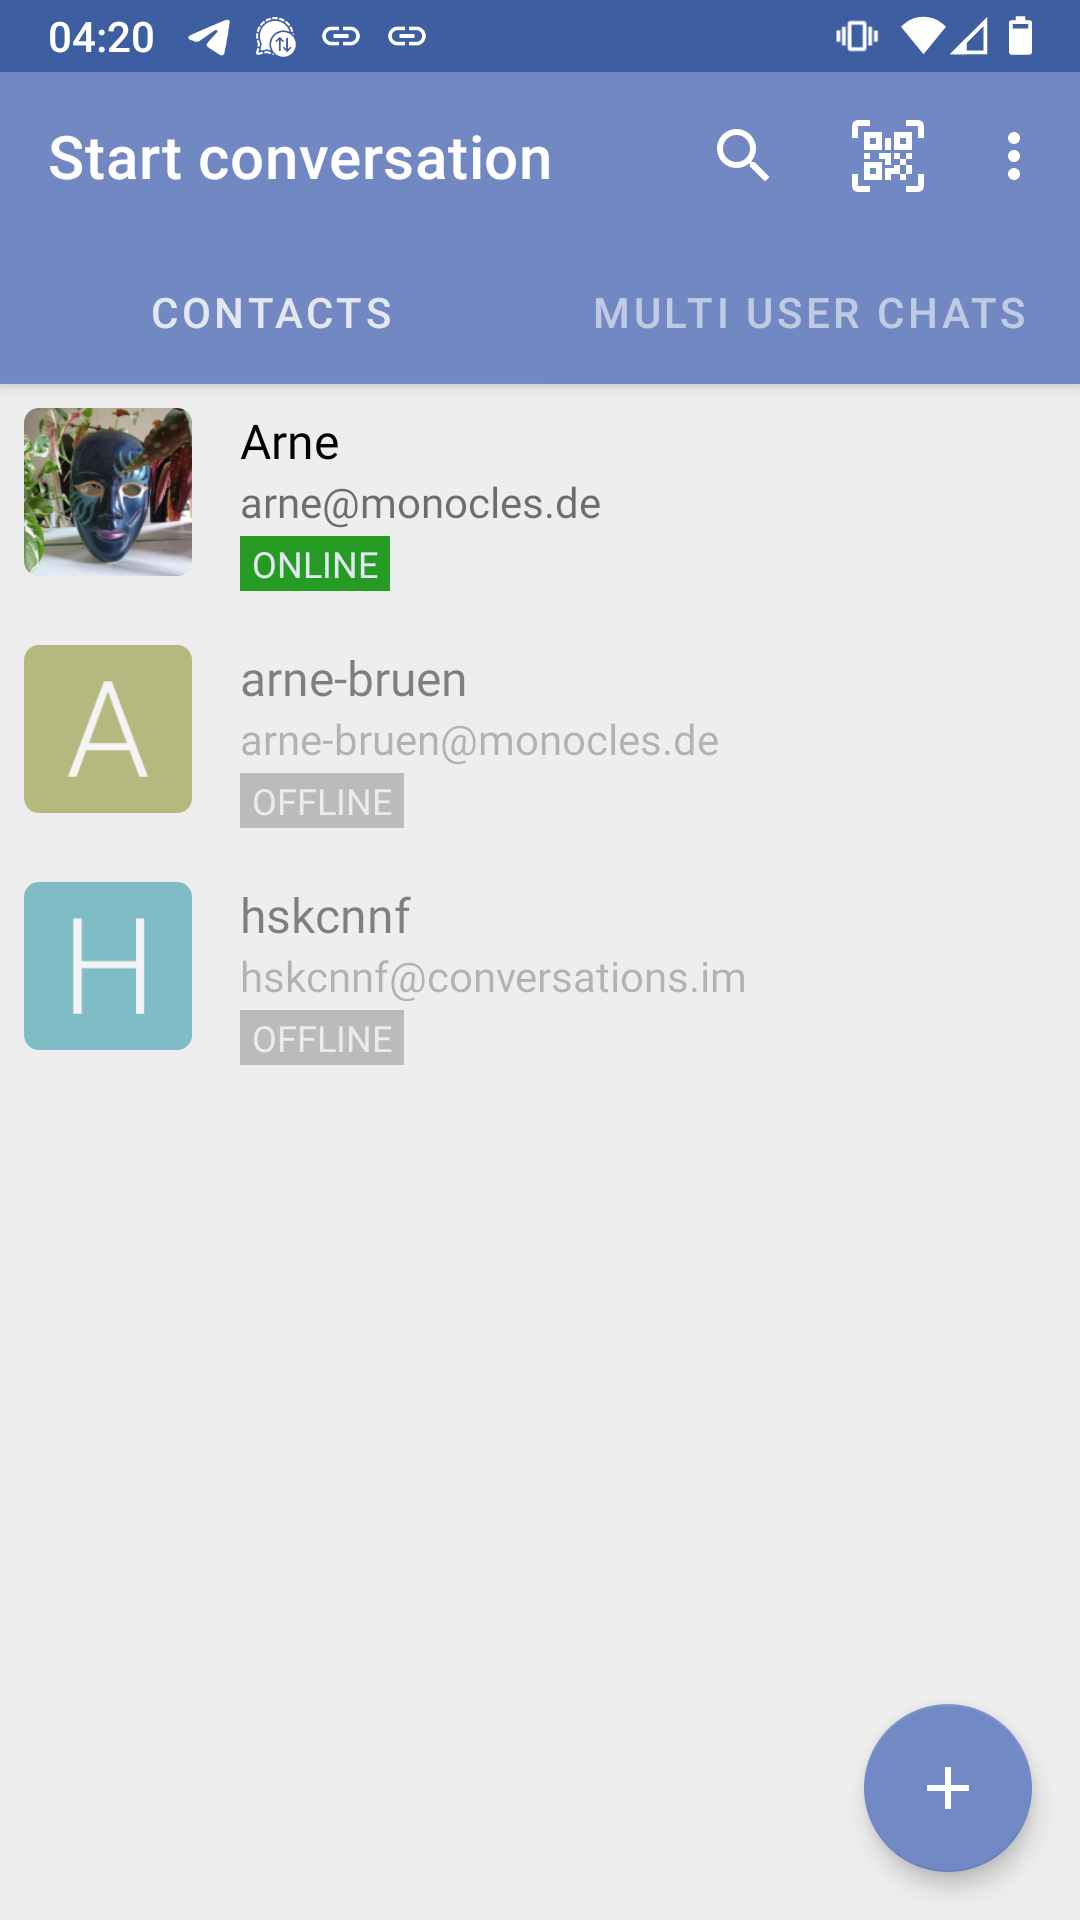 04:20
Start conversation
CONTACTS
MULTI USER CHATS
Arne
arne@monocles.de
ONLINE
A
arne-bruen
arne-bruen@monocles.de
OFFLINE
H
hskcnnf
hskcnnf@conversations.im
OFFLINE